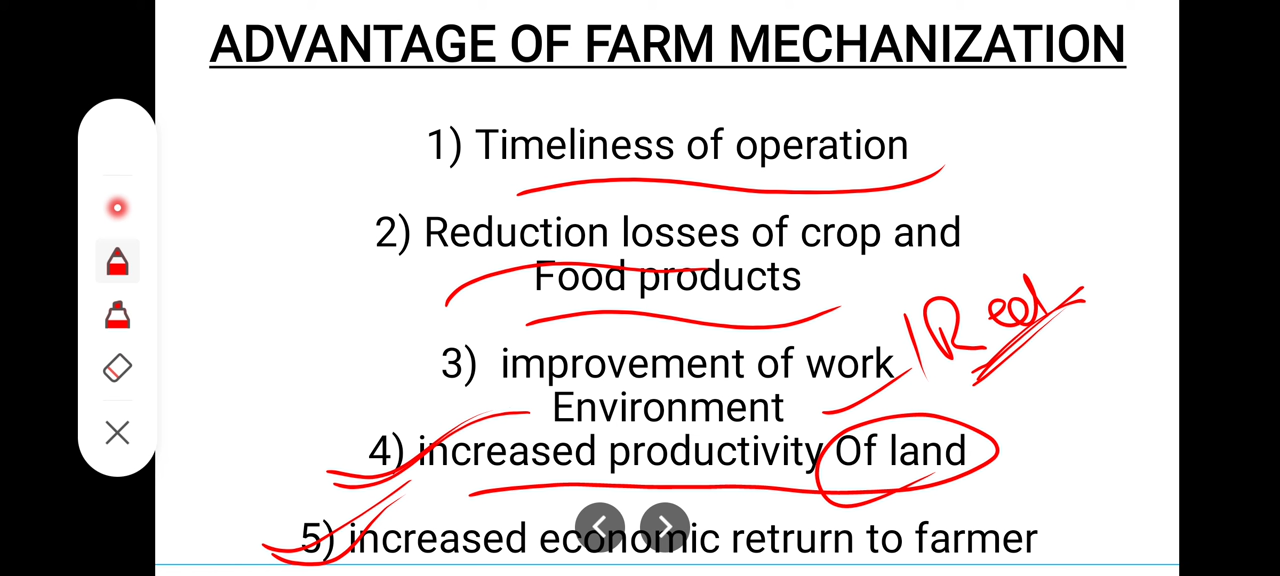 ADVANTAGE OF FARM MECHANIZATION
1) Timeliness of operation
2) Reduction losses of crop and
Food products
3) improvement of work
Environment
4) increased productivity Of land
5) increased economic retrurn to farmer